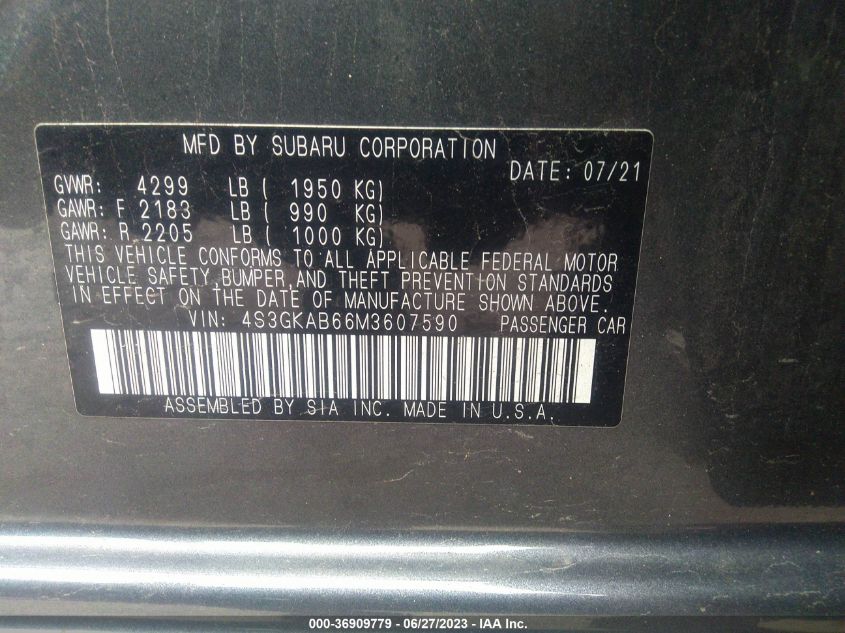 MFD BY SUBARU CORPORATION
DATE: 07/21
GVWR: 4299 LB ( 1950 KG)
GAWR: F 2183 LB ( 990 KG)
GAWR: R 2205 LB ( 1000 KG)
THIS VEHICLE CONFORMS TO ALL APPLICABLE FEDERAL MOTOR
VEHICLE SAFETY,BUMPER,AND THEFT PREVENTION STANDARDS
IN EFFECT ON THE DATE OF MANUFACTURE SHOWN ABOVE.
VIN: 4S3GKAB66M3607590 PASSENGER CAR
ASSEMBLED BY SIA INC. MADE IN U.S.A.
000-36909779 - 06/27/2023 - IAA Inc.